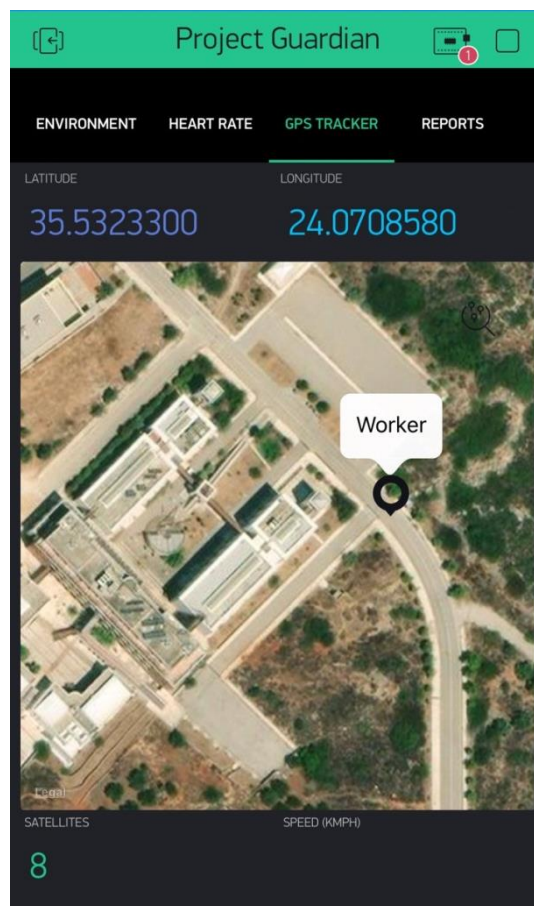 Project Guardian
1
ENVIRONMENT HEART RATE GPS TRACKER REPORTS
LATITUDE LONGITUDE
35.5323300 24.0708580
Worker
Legal
SATELLITES SPEED (KMPH)
8